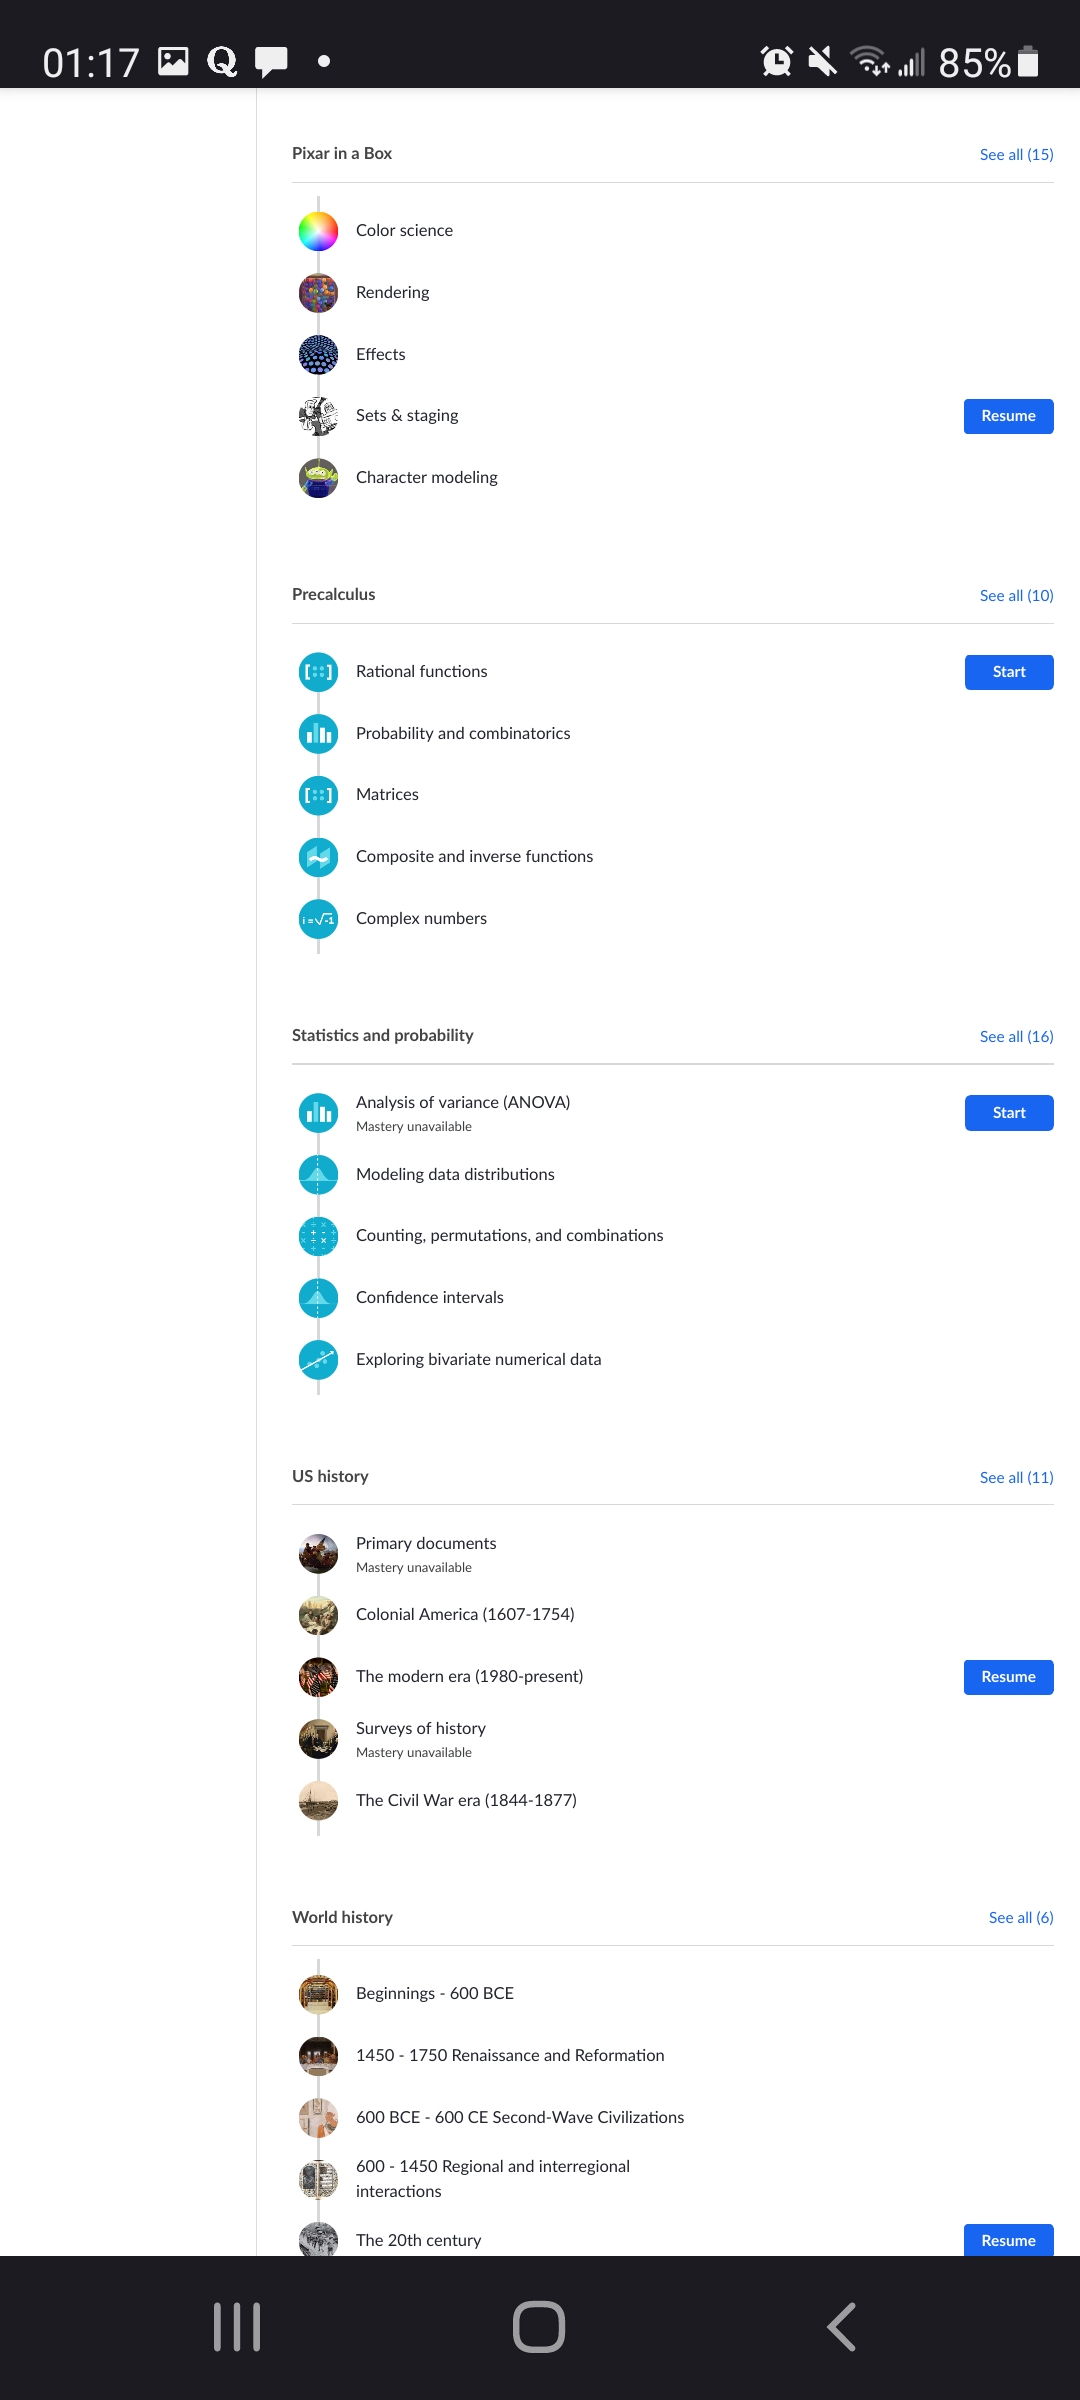 01:17
85%
Pixar in a Box
See all (15)
Color science
Rendering
Effects
Sets & staging
Resume
Character modeling
Precalculus
See all (10)
Rational functions
Start
Probability and combinatorics
Matrices
Composite and inverse functions
i = √-1
Complex numbers
Statistics and probability
See all (16)
Analysis of variance (ANOVA)
Mastery unavailable
Start
Modeling data distributions
Counting, permutations, and combinations
Confidence intervals
Exploring bivariate numerical data
US history
See all (11)
Primary documents
Mastery unavailable
Colonial America (1607-1754)
The modern era (1980-present)
Resume
Surveys of history
Mastery unavailable
The Civil War era (1844-1877)
World history
See all (6)
Beginnings - 600 BCE
1450 - 1750 Renaissance and Reformation
600 BCE - 600 CE Second-Wave Civilizations
600 - 1450 Regional and interregional
interactions
The 20th century
Resume